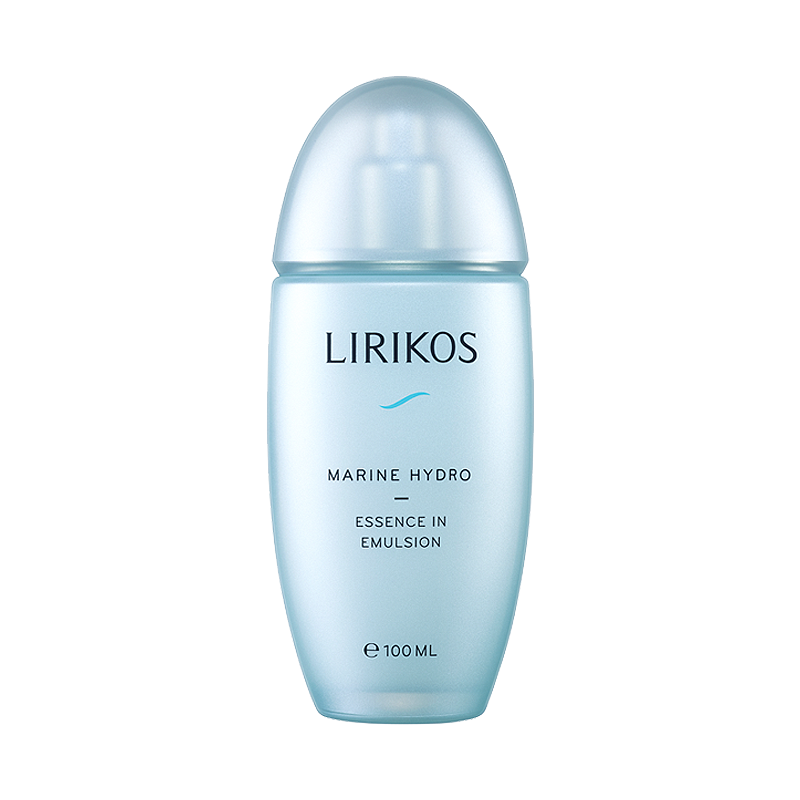 LIRIKOS
MARINE HYDRO
ESSENCE IN
EMULSION
℮ 100 ML